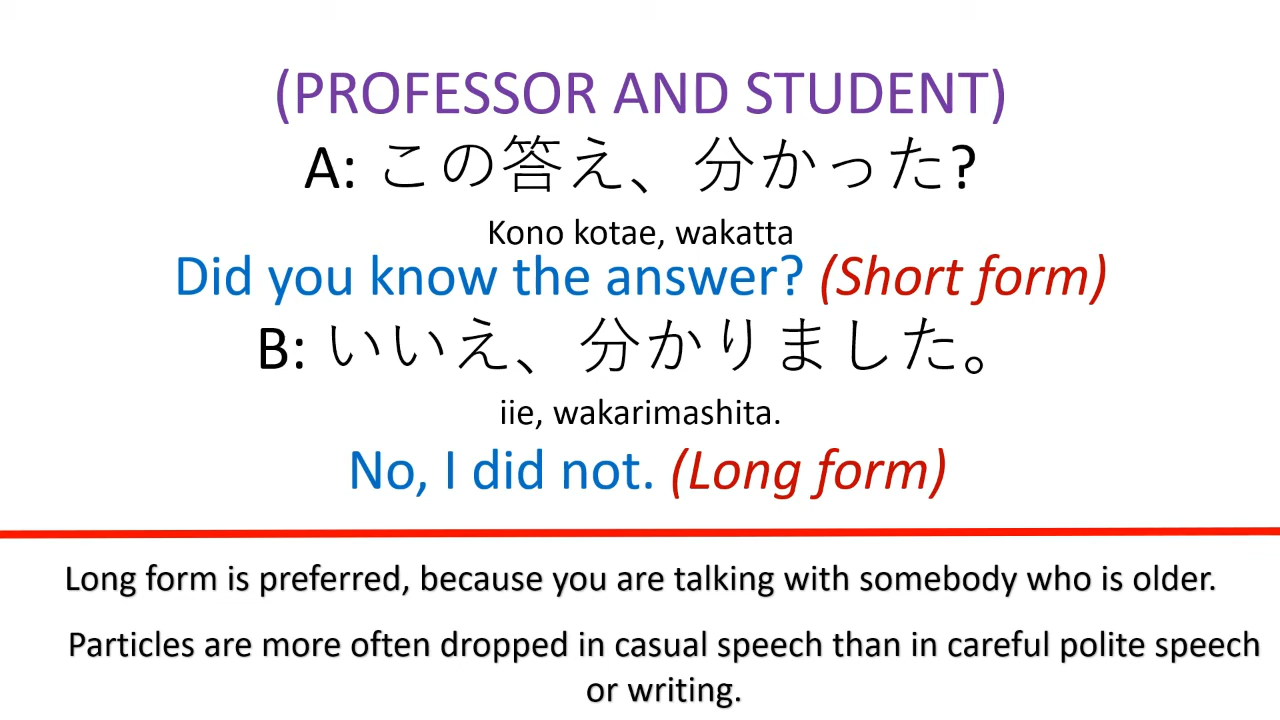 (PROFESSOR AND STUDENT)
A: この答え、分かった?
Kono kotae, wakatta
Did you know the answer? (Short form)
B: いいえ、分かりました。
iie, wakarimashita.
No, I did not. (Long form)
Long form is preferred, because you are talking with somebody who is older.
Particles are more often dropped in casual speech than in careful polite speech
or writing.